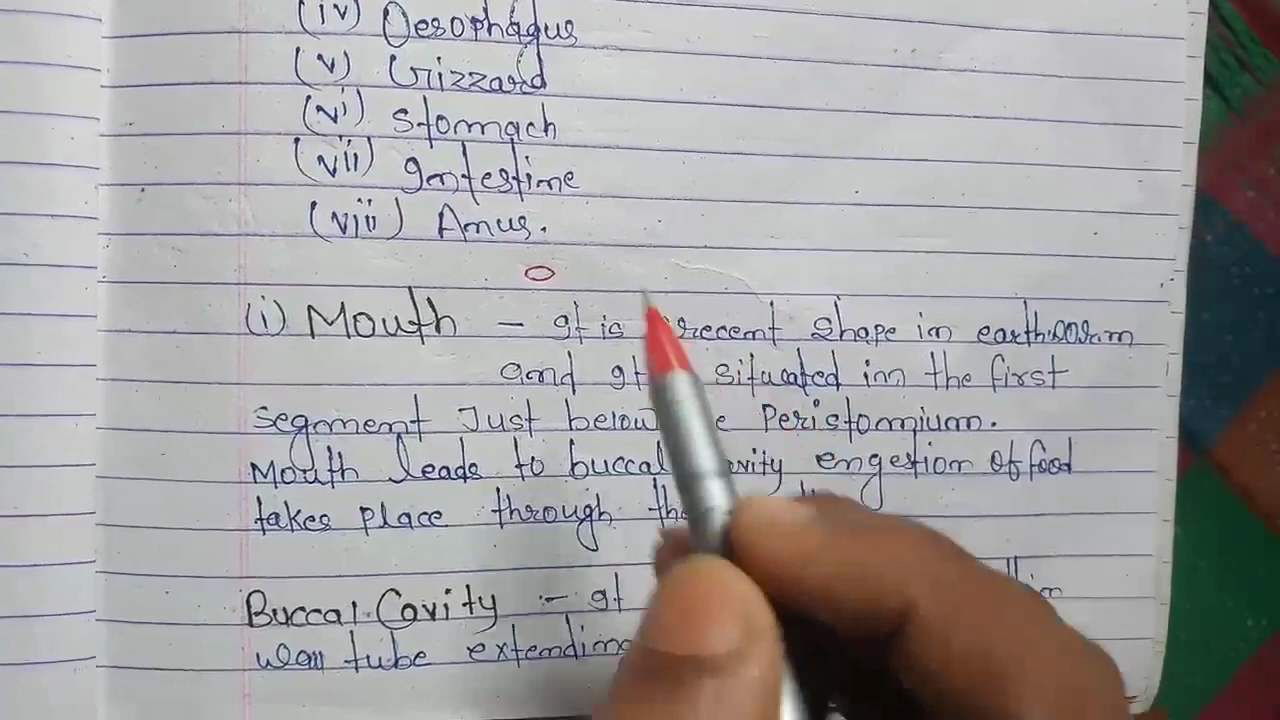 (iv) Oesophagus
(v) Gizzard
(vi) Stomach
(vii) Intestine
(viii) Anus.
(i) Mouth - It is shape in earthworm
and It situated inn the first
segment Just below Peristomium.
Mouth leads to buccal engestion of food
takes place through
Buccal Cavity :- It
wall tube extending